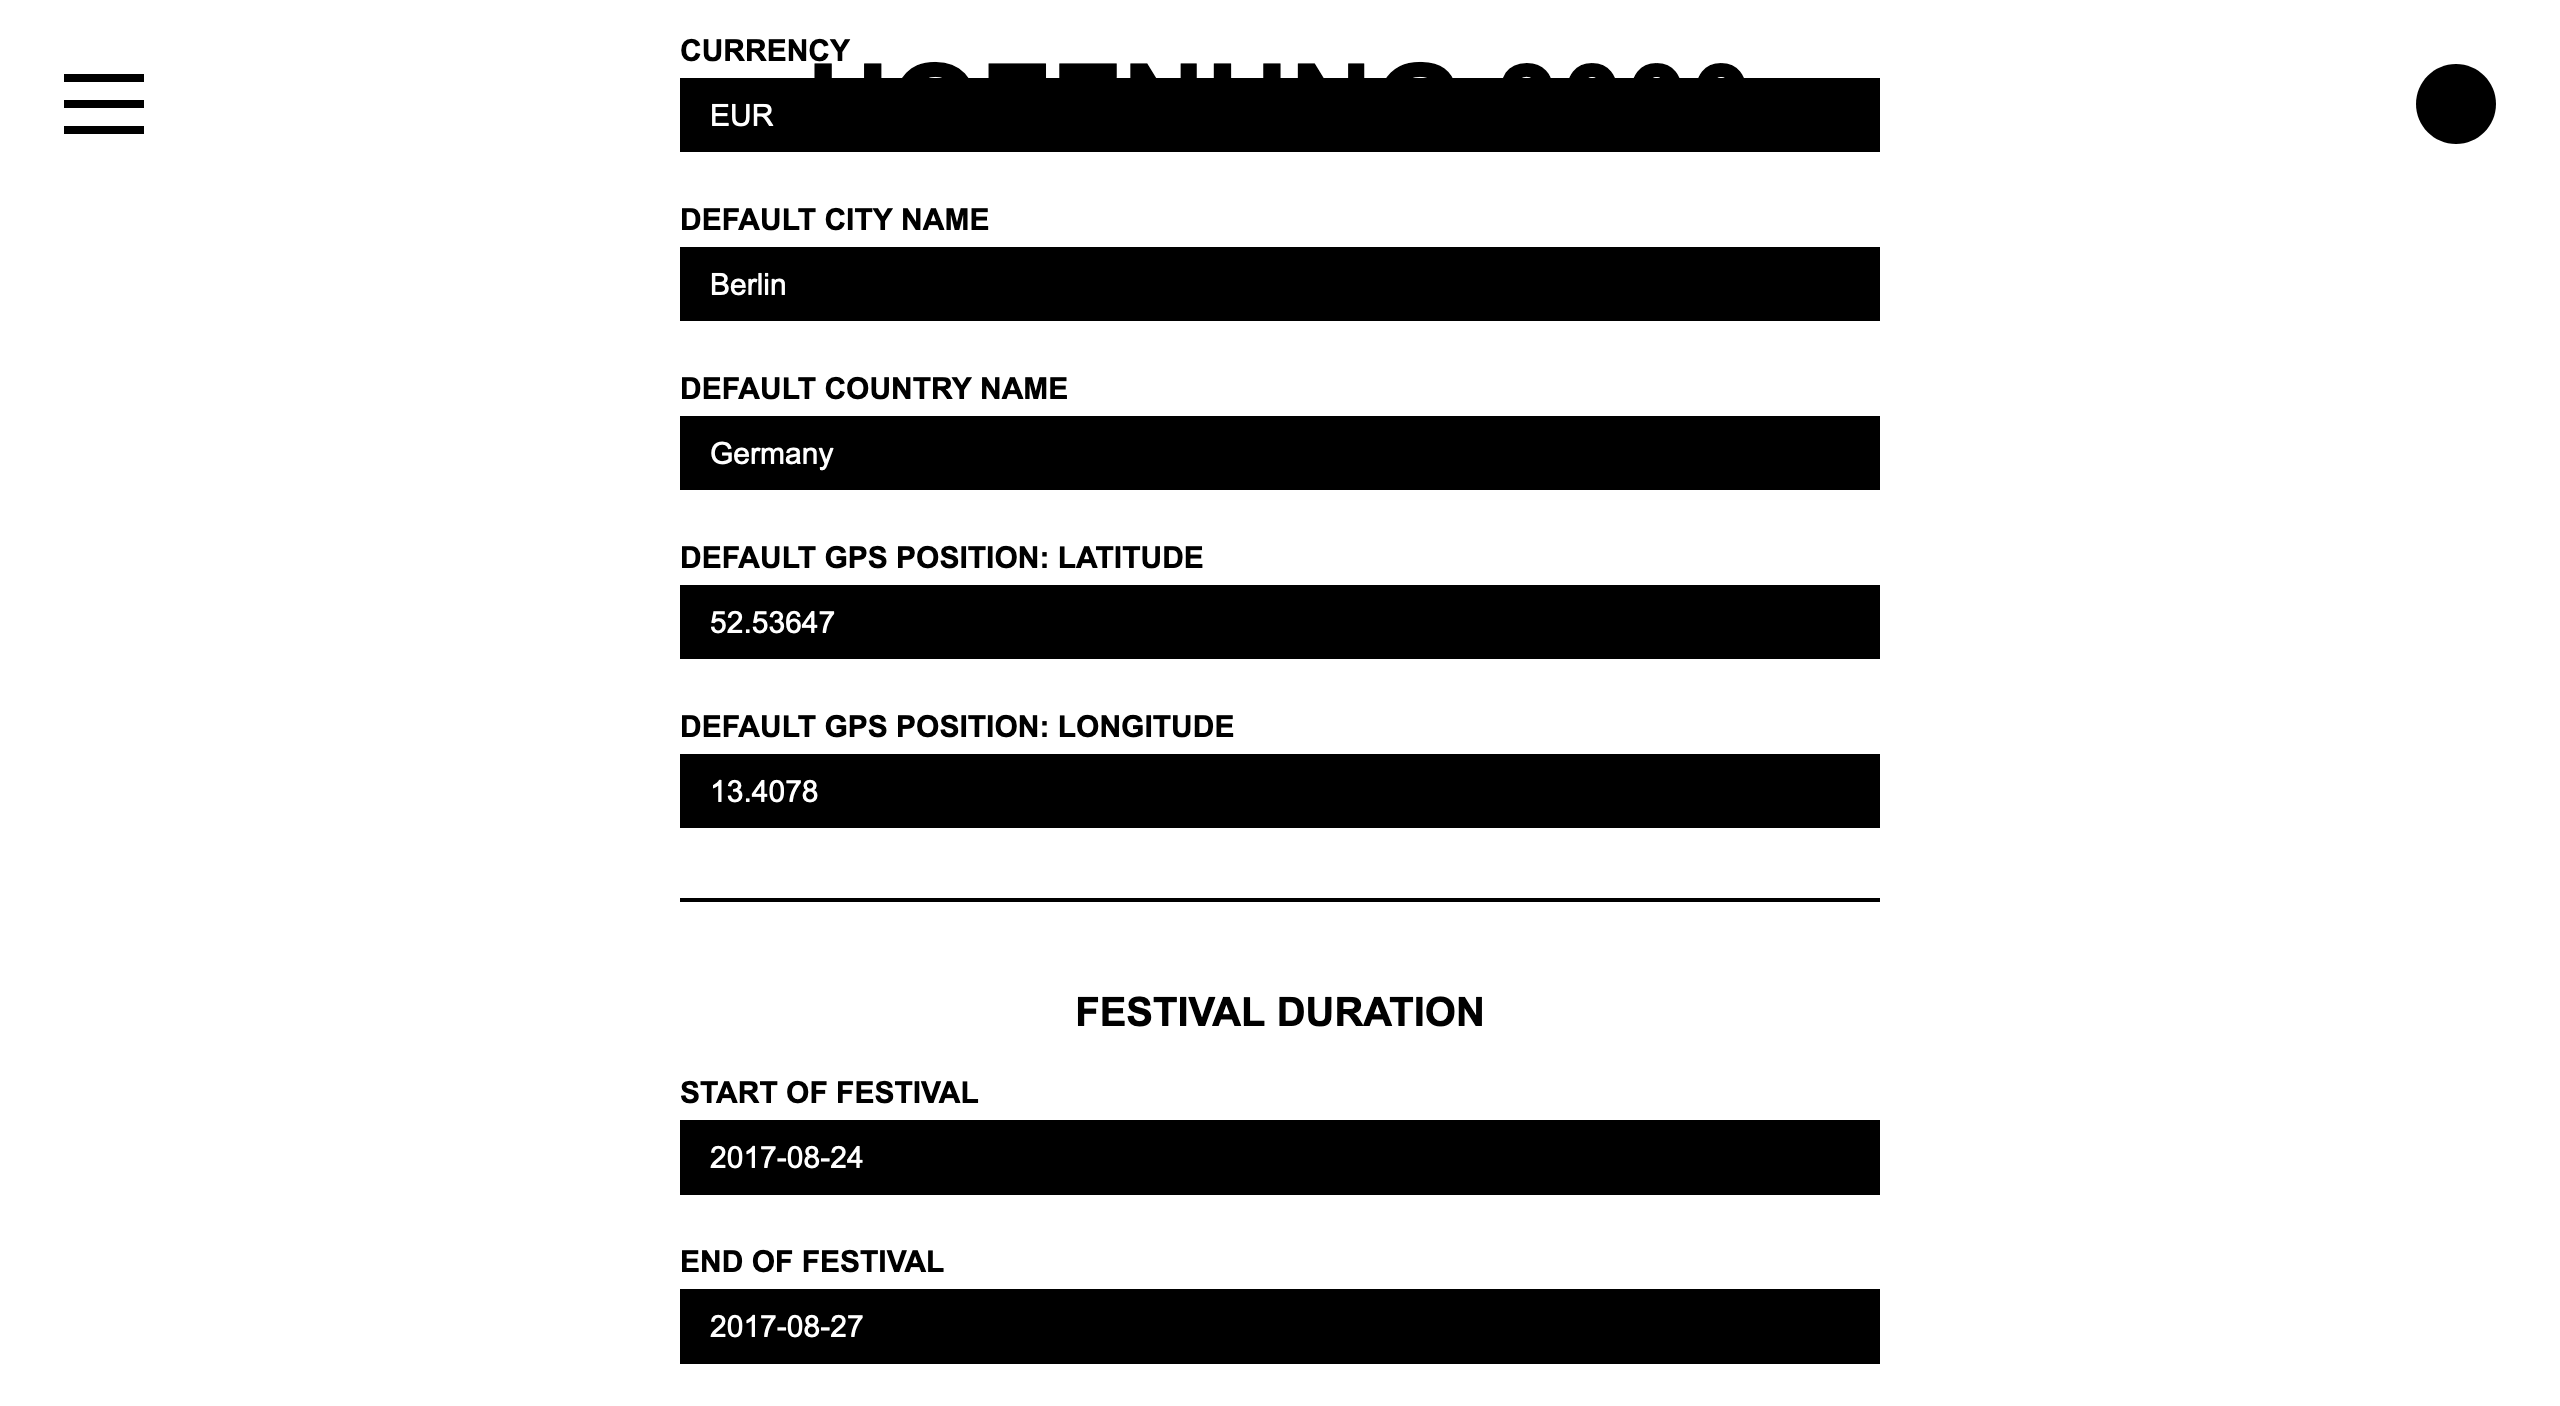 CURRENCY
EUR
DEFAULT CITY NAME
Berlin
DEFAULT COUNTRY NAME
Germany
DEFAULT GPS POSITION: LATITUDE
52.53647
DEFAULT GPS POSITION: LONGITUDE
13.4078
FESTIVAL DURATION
START OF FESTIVAL
2017-08-24
END OF FESTIVAL
2017-08-27